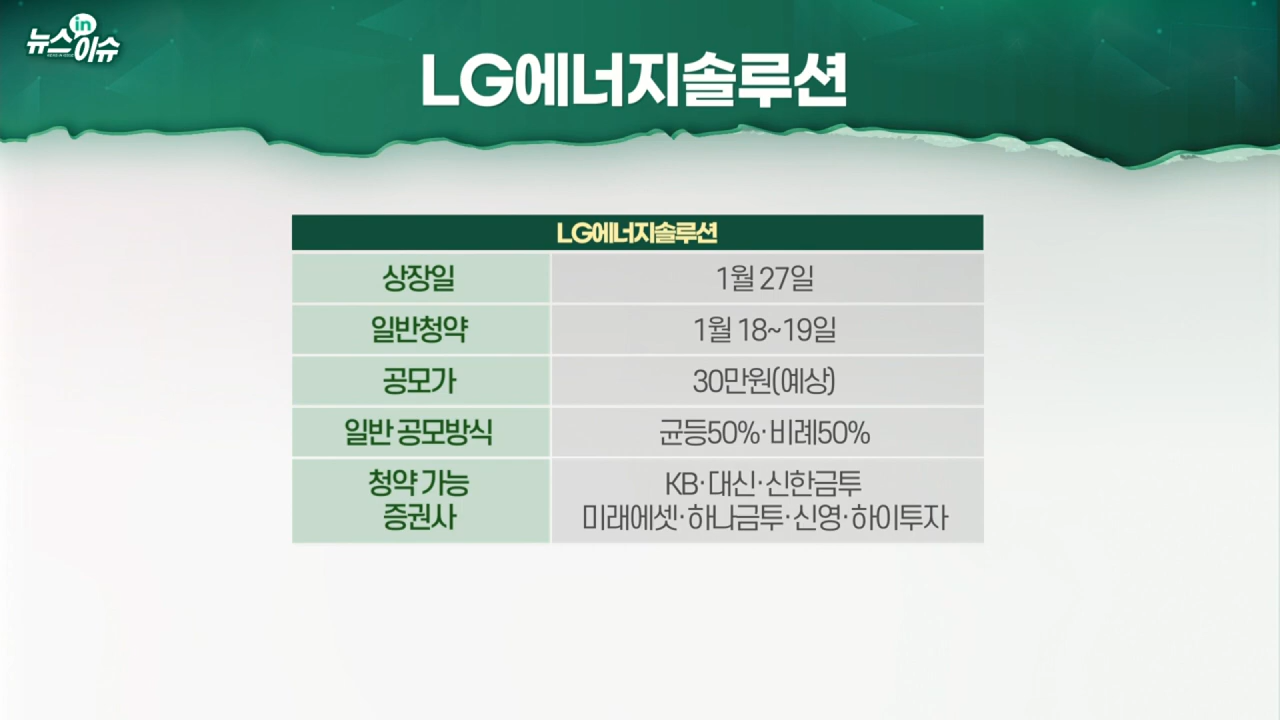 뉴스in이슈
LG에너지솔루션
LG에너지솔루션
상장일 1월 27일
일반청약 1월 18~19일
공모가 30만원(예상)
일반 공모방식 균등50%·비례50%
청약 가능 증권사
KB·대신·신한금투
미래에셋·하나금투·신영·하이투자